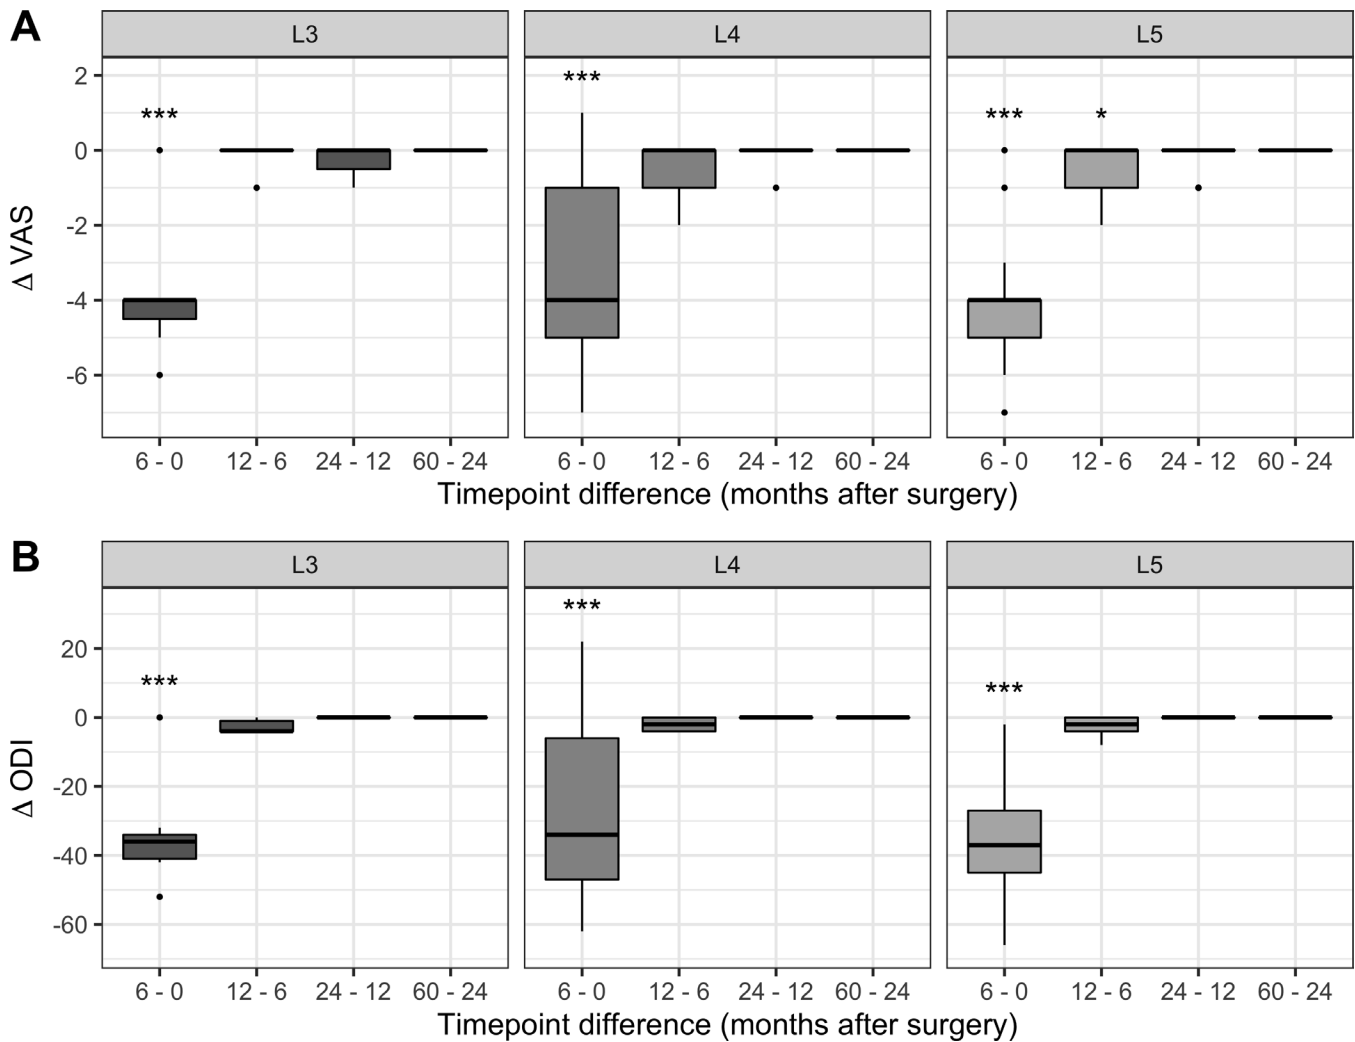 A
L3 L4 L5
Δ VAS
2
0
-2
-4
-6
*** *** *** *
6 - 0 12 - 6 24 - 12 60 - 24 6 - 0 12 - 6 24 - 12 60 - 24 6 - 0 12 - 6 24 - 12 60 - 24
Timepoint difference (months after surgery)
B
L3 L4 L5
Δ ODI
20
0
-20
-40
-60
*** *** ***
6 - 0 12 - 6 24 - 12 60 - 24 6 - 0 12 - 6 24 - 12 60 - 24 6 - 0 12 - 6 24 - 12 60 - 24
Timepoint difference (months after surgery)